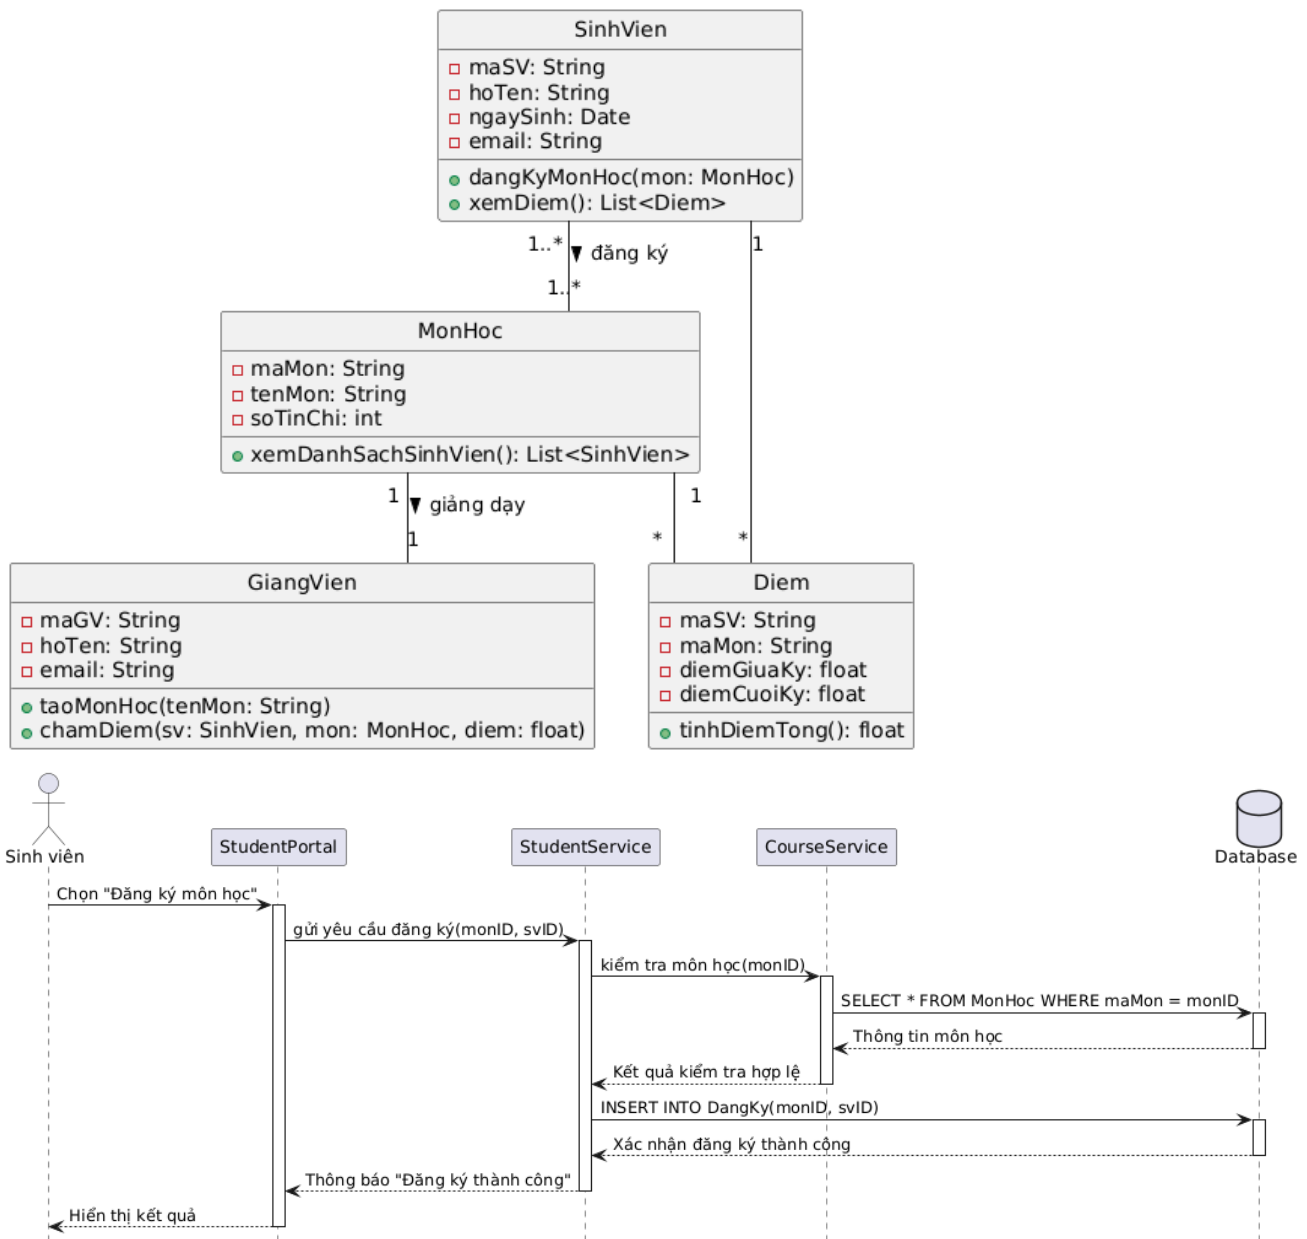 SinhVien
maSV: String
hoTen: String
ngaySinh: Date
email: String
dangKyMonHoc(mon: MonHoc)
xemDiem(): List<Diem>
1..*
đăng ký
1
1..*
MonHoc
maMon: String
tenMon: String
soTinChi: int
xemDanhSachSinhVien(): List<SinhVien>
1
giảng dạy
1
1
*
*
GiangVien
maGV: String
hoTen: String
email: String
taoMonHoc(tenMon: String)
chamDiem(sv: SinhVien, mon: MonHoc, diem: float)
Diem
maSV: String
maMon: String
diemGiuaKy: float
diemCuoiKy: float
tinhDiemTong(): float
Sinh viên
StudentPortal
StudentService
CourseService
Database
Chọn "Đăng ký môn học"
gửi yêu cầu đăng ký(monID, svID)
kiểm tra môn học(monID)
SELECT * FROM MonHoc WHERE maMon = monID
Thông tin môn học
Kết quả kiểm tra hợp lệ
INSERT INTO DangKy(monID, svID)
Xác nhận đăng ký thành công
Thông báo "Đăng ký thành công"
Hiển thị kết quả